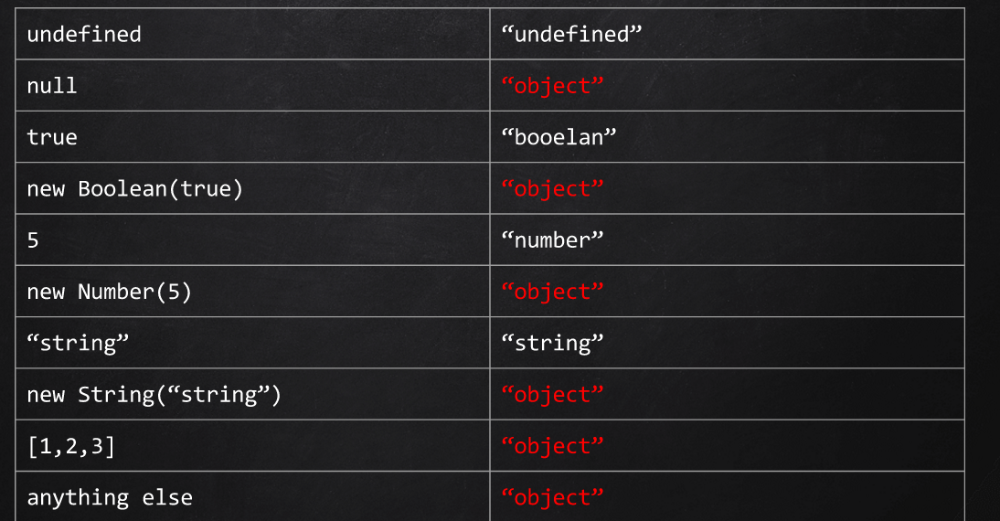 undefined “undefined”
null “object”
true “booelan”
new Boolean(true) “object”
5 “number”
new Number(5) “object”
“string” “string”
new String(“string”) “object”
[1,2,3] “object”
anything else “object”